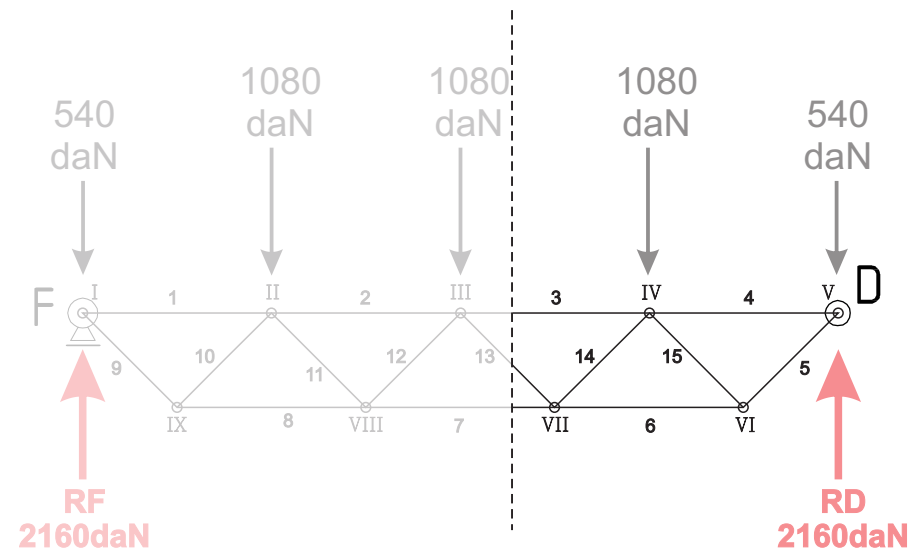 1080
daN
1080
daN
1080
daN
540
daN
540
daN
F
I
1
II
2
III
3
IV
4
V
D
9
10
11
12
13
14
15
5
IX
8
VIII
7
VII
6
VI
RF
2160daN
RD
2160daN